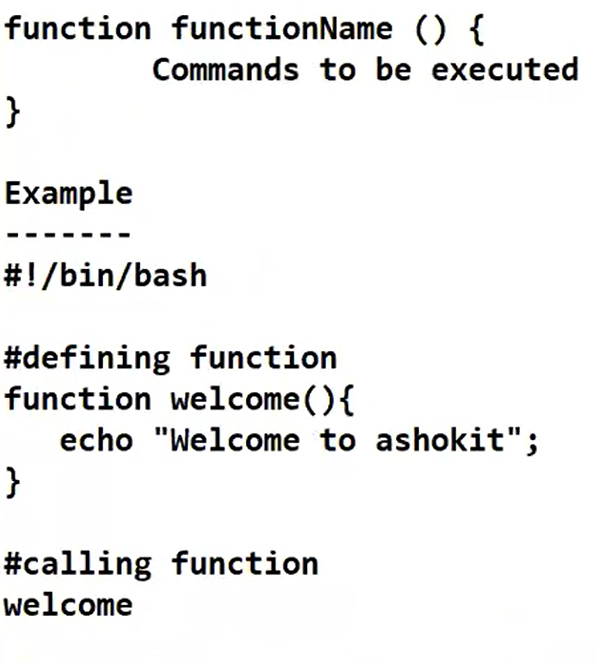 function functionName () {
Commands to be executed
}
Example
-------
#!/bin/bash
#defining function
function welcome(){
echo "Welcome to ashokit";
}
#calling function
welcome